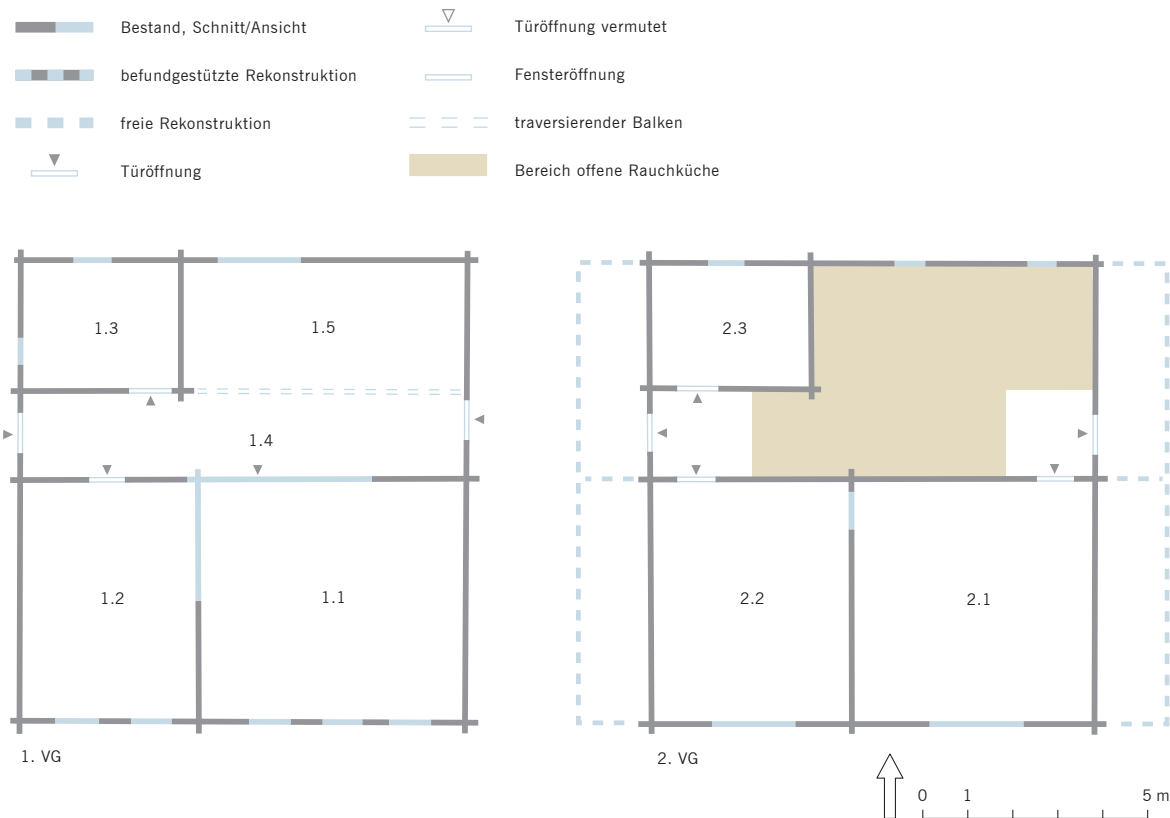 Bestand, Schnitt/Ansicht
befundgestützte Rekonstruktion
freie Rekonstruktion
Türöffnung
Türöffnung vermutet
Fensteröffnung
traversierender Balken
Bereich offene Rauchküche
1.3
1.5
1.4
1.2
1.1
1. VG
2.3
2.2
2.1
2. VG
0 1 5 m